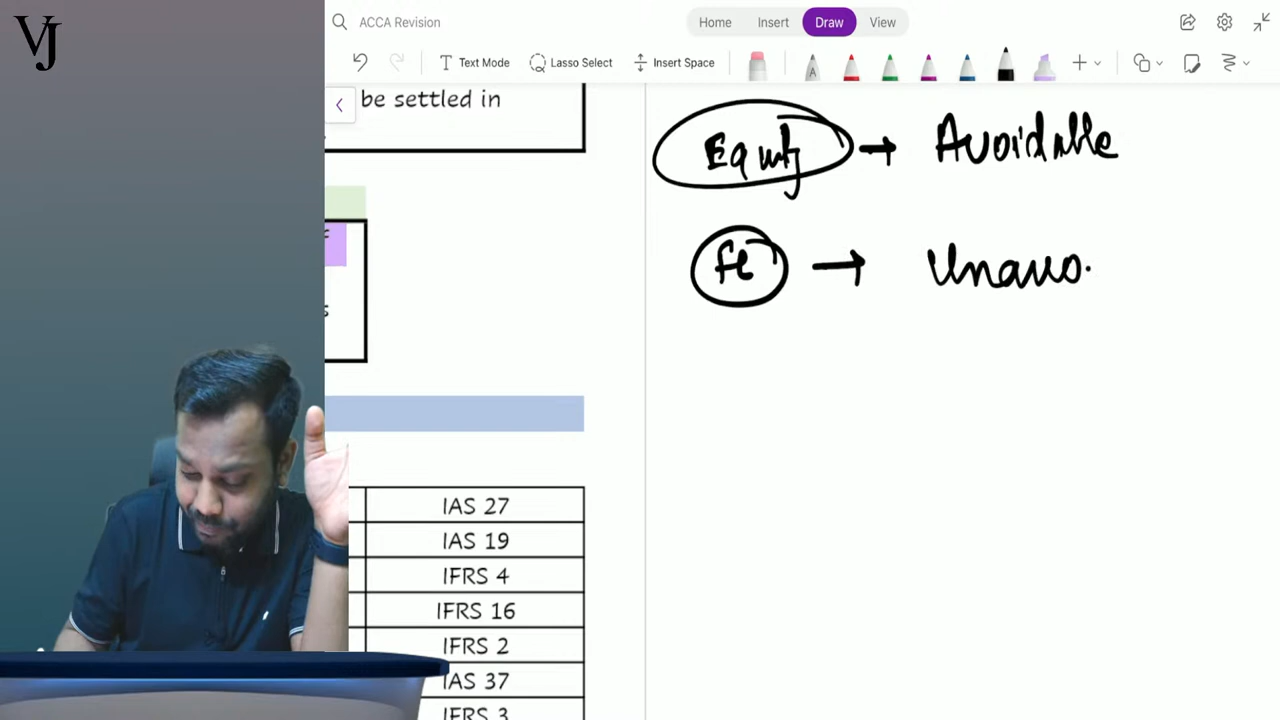 VJ
ACCA Revision
Home Insert Draw View
Text Mode Lasso Select Insert Space
A
be settled in
IAS 27
IAS 19
IFRS 4
IFRS 16
IFRS 2
IAS 37
IFRS 3
Equity → Avoidable
FL → Unavo.